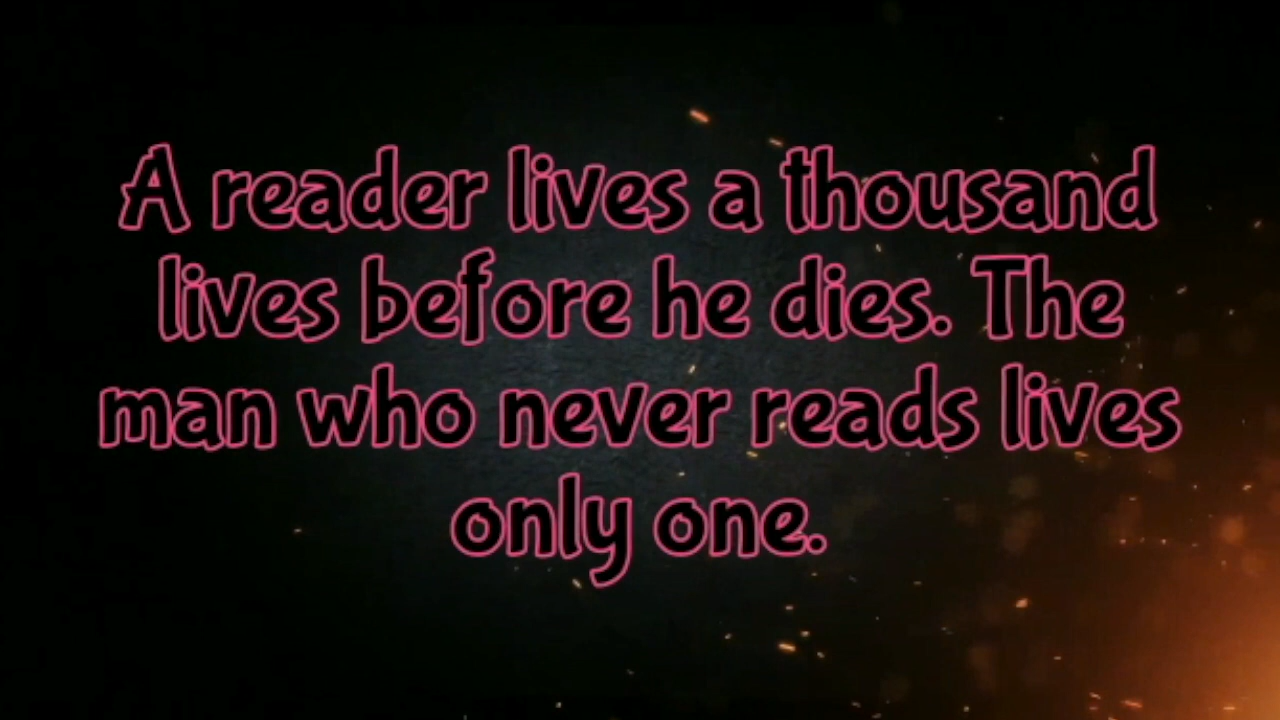 A reader lives a thousand
lives before he dies. The
man who never reads lives
only one.